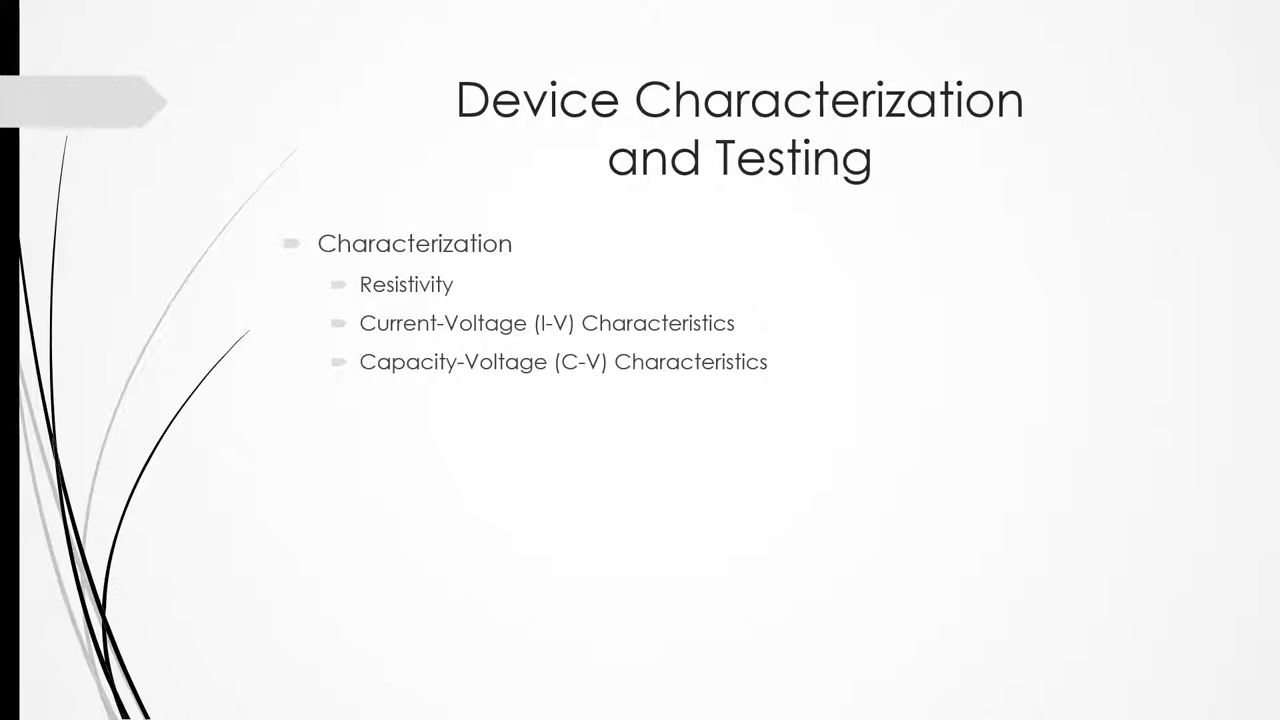 Device Characterization
and Testing
Characterization
Resistivity
Current-Voltage (I-V) Characteristics
Capacity-Voltage (C-V) Characteristics